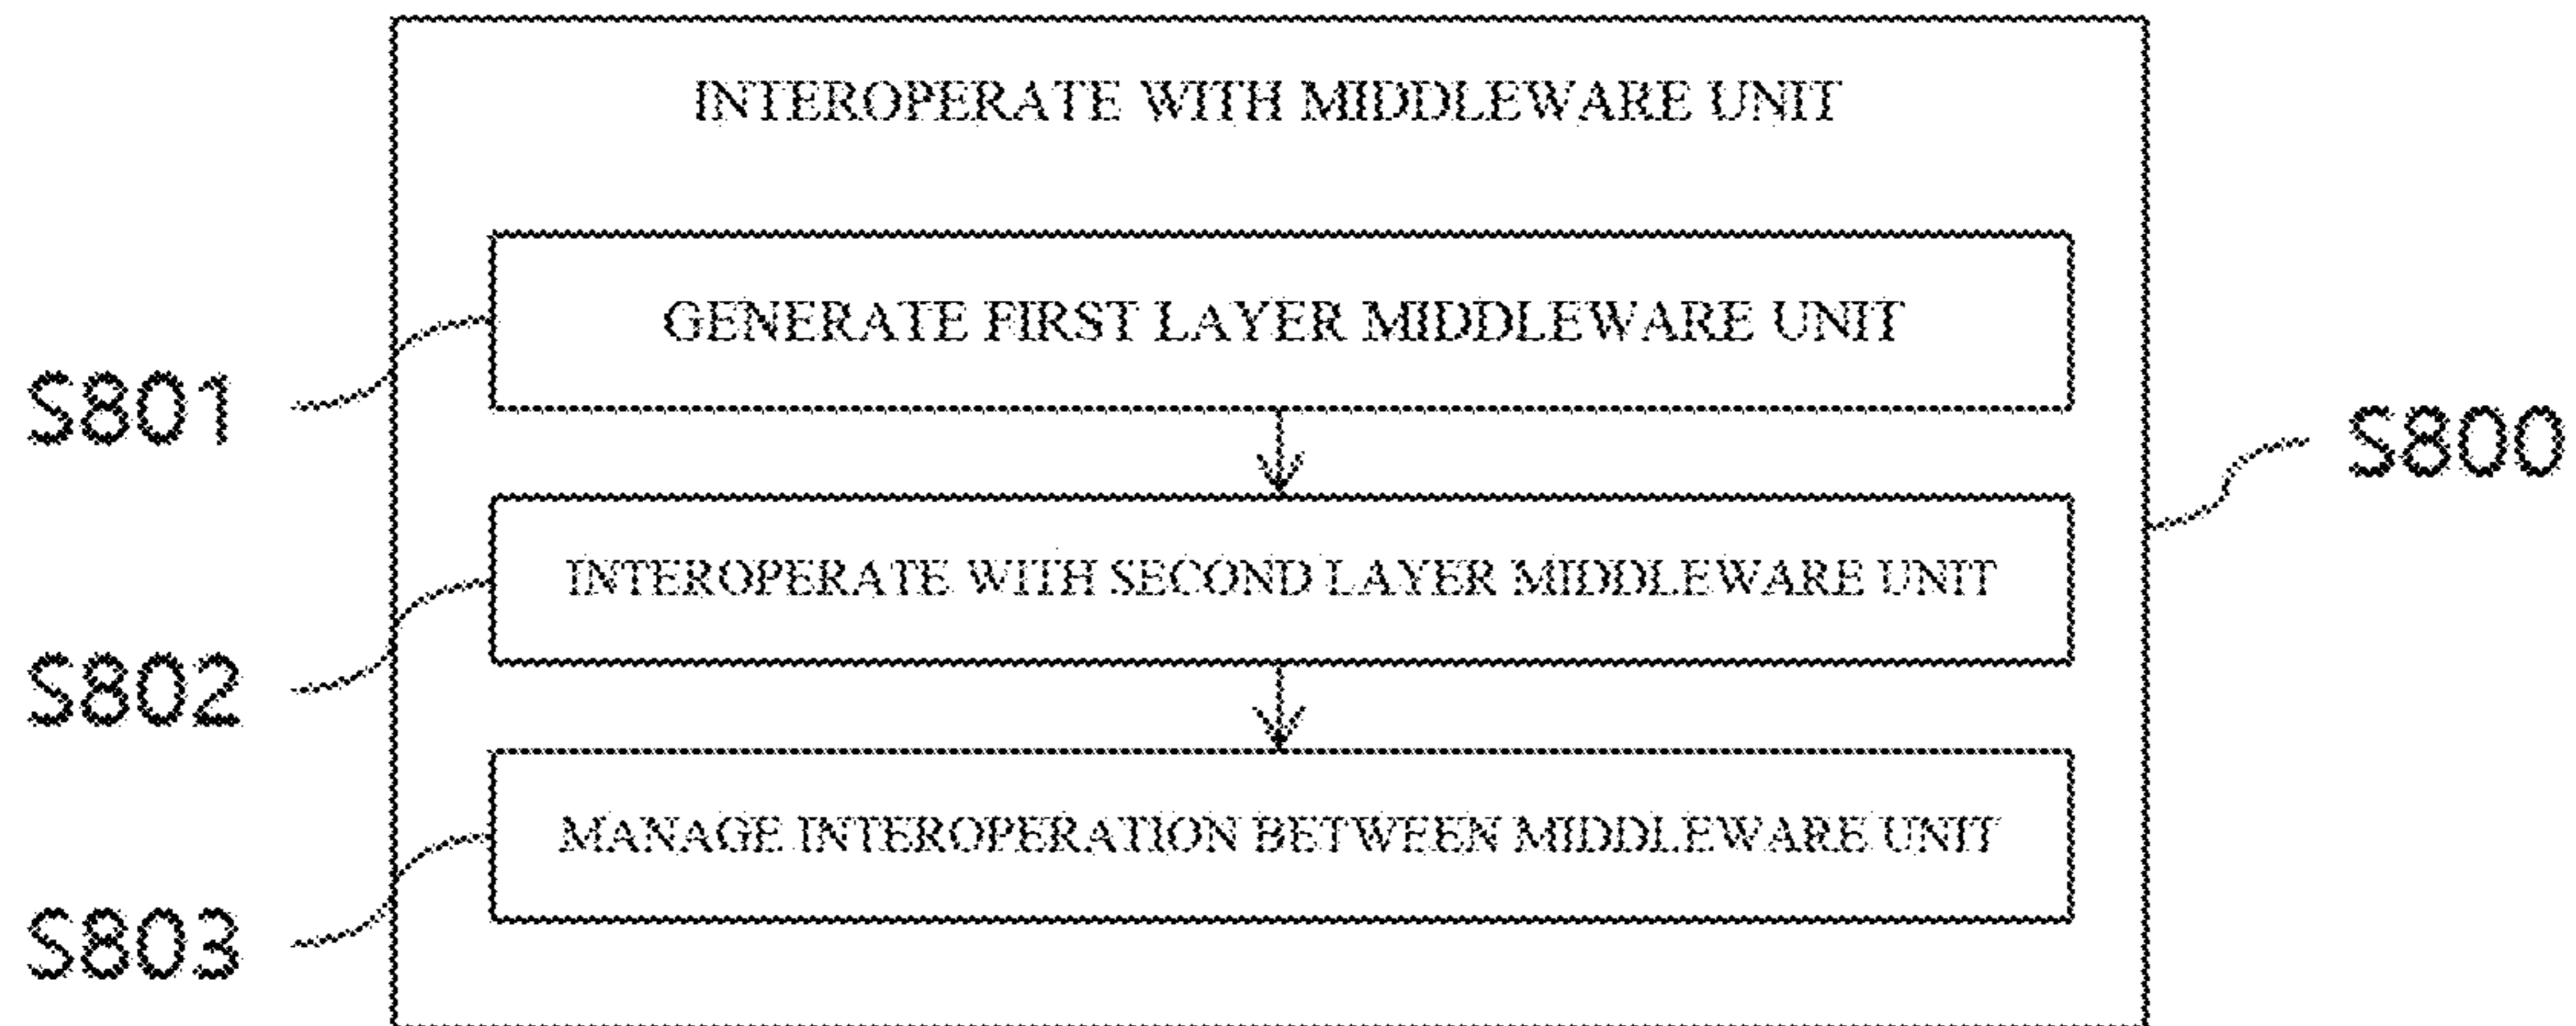 INTEROPERATE WITH MIDDLEWARE UNIT
GENERATE FIRST LAYER MIDDLEWARE UNIT
S801
S800
INTEROPERATE WITH SECOND LAYER MIDDLEWARE UNIT
S802
MANAGE INTEROPERATION BETWEEN MIDDLEWARE UNIT
S803